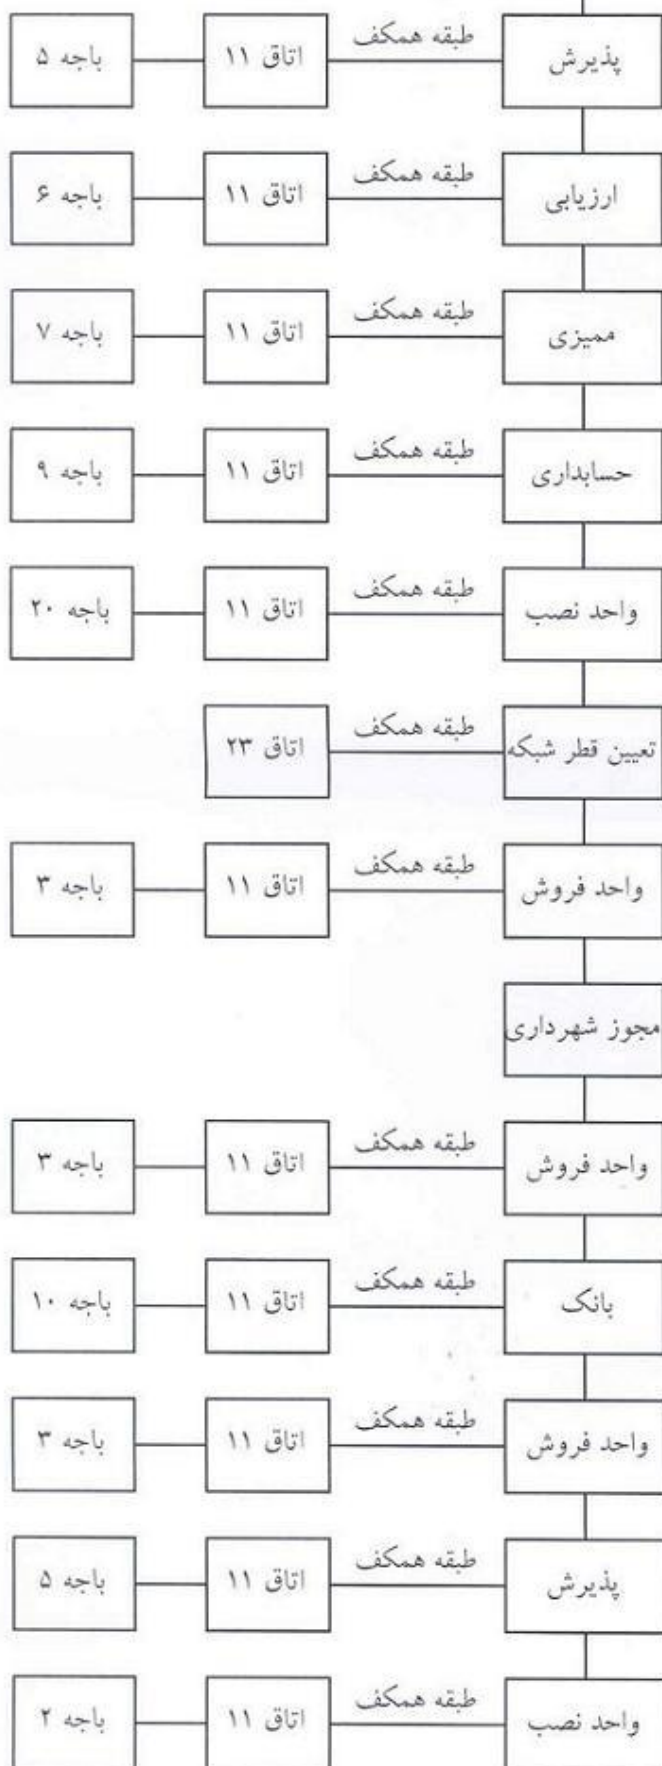 پذیرش طبقه همکف اتاق ۱۱ باجه ۵
ارزیابی طبقه همکف اتاق ۱۱ باجه ۶
ممیزی طبقه همکف اتاق ۱۱ باجه ۷
حسابداری طبقه همکف اتاق ۱۱ باجه ۹
واحد نصب طبقه همکف اتاق ۱۱ باجه ۲۰
تعیین قطر شبکه طبقه همکف اتاق ۲۳
واحد فروش طبقه همکف اتاق ۱۱ باجه ۳
مجوز شهرداری
واحد فروش طبقه همکف اتاق ۱۱ باجه ۳
بانک طبقه همکف اتاق ۱۱ باجه ۱۰
واحد فروش طبقه همکف اتاق ۱۱ باجه ۳
پذیرش طبقه همکف اتاق ۱۱ باجه ۵
واحد نصب طبقه همکف اتاق ۱۱ باجه ۲